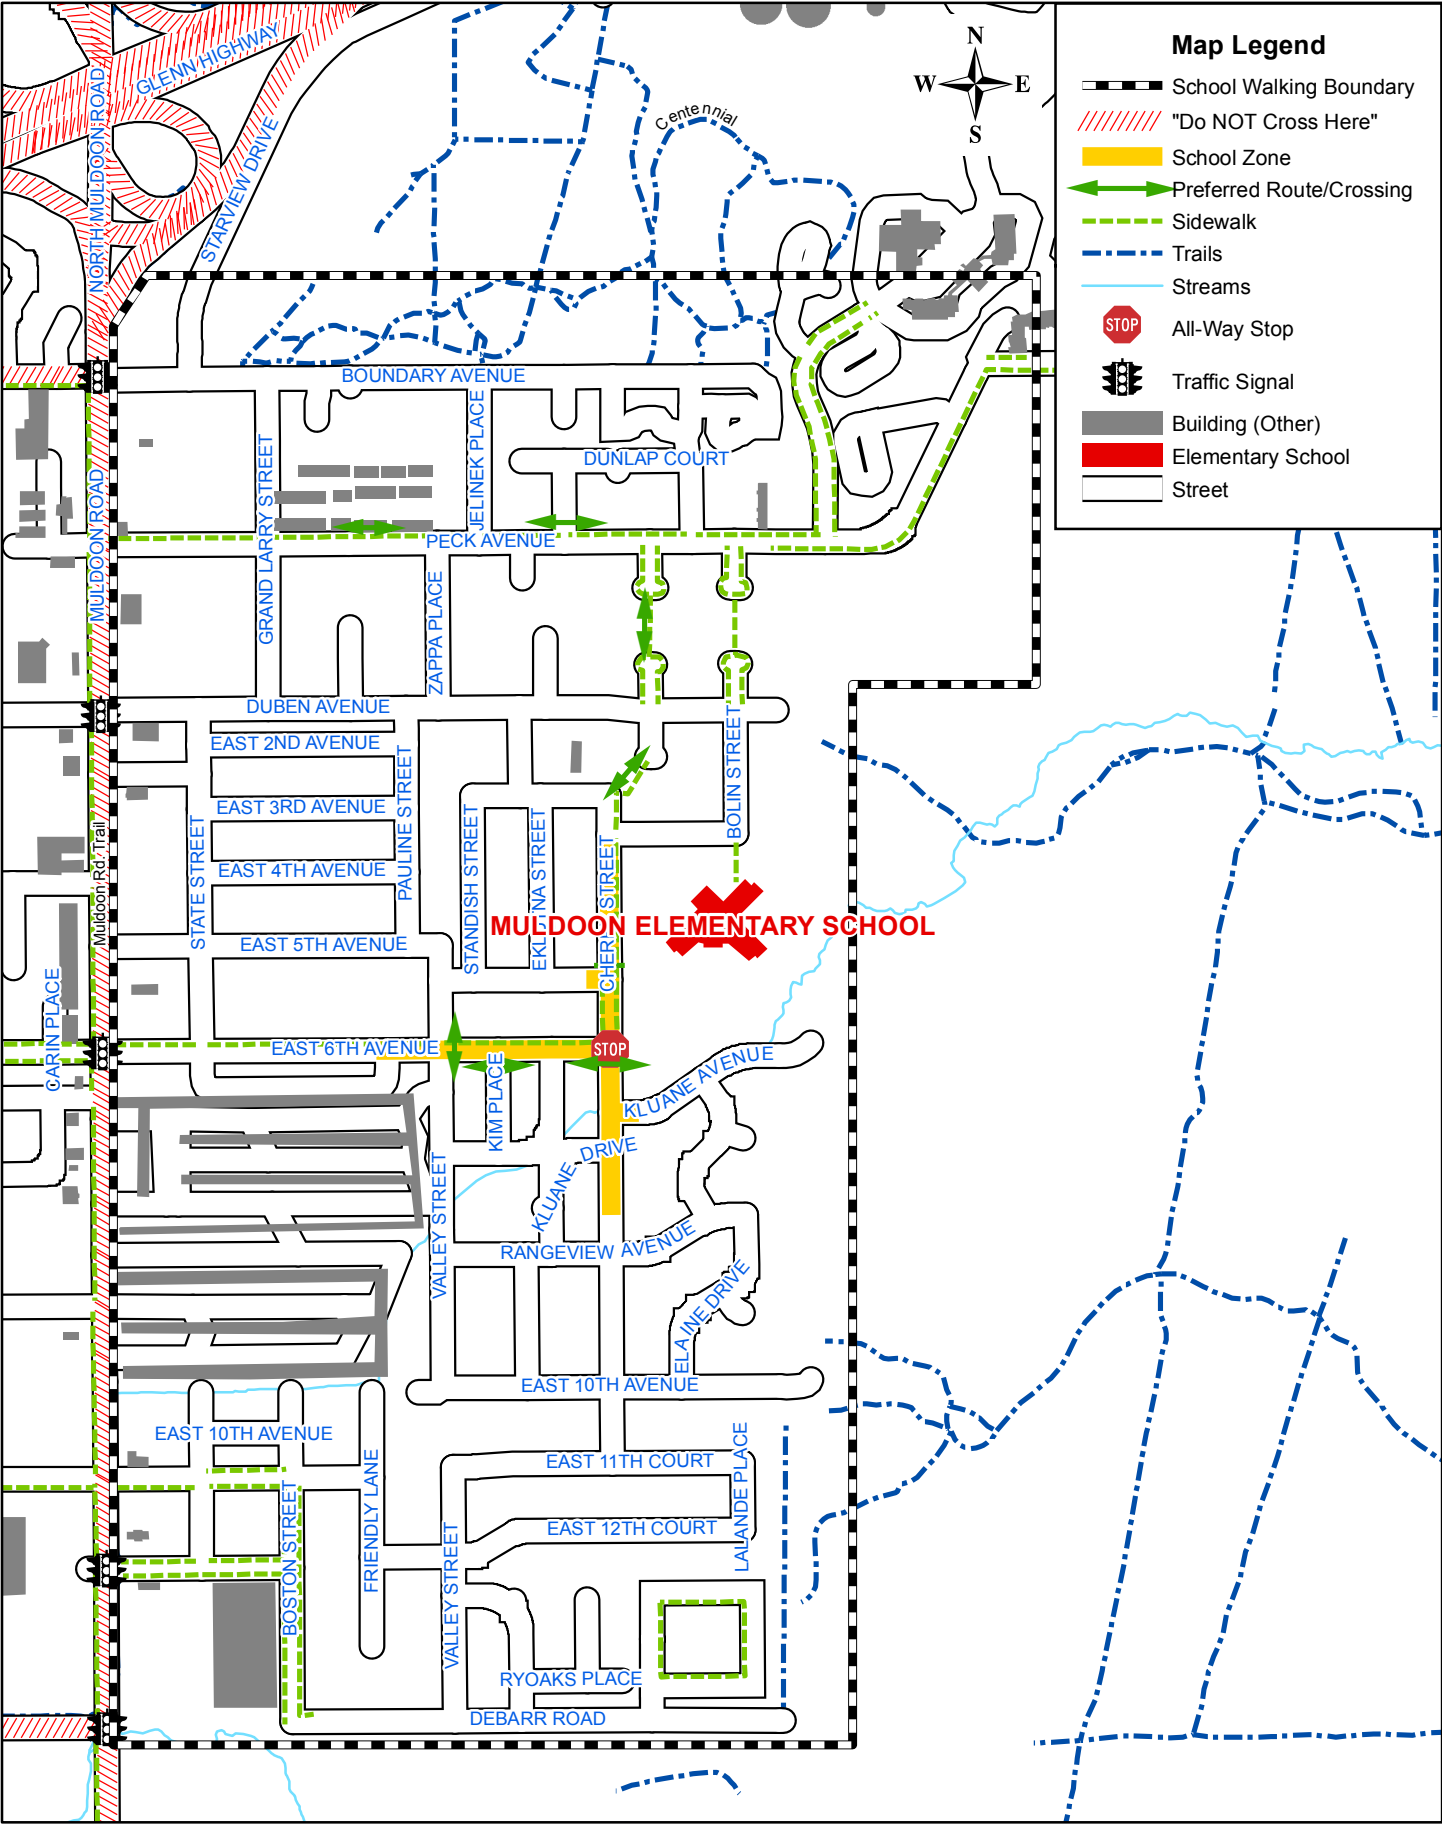 Map Legend
School Walking Boundary
"Do NOT Cross Here"
School Zone
Preferred Route/Crossing
Sidewalk
Trails
Streams
STOP
All-Way Stop
Traffic Signal
Building (Other)
Elementary School
Street
N
W
E
S
GLENN HIGHWAY
NORTH MULDOON ROAD
STARVIEW DRIVE
Centennial
BOUNDARY AVENUE
JELINEK PLACE
DUNLAP COURT
GRAND LARRY STREET
MULDOON ROAD
PECK AVENUE
ZAPPA PLACE
DUBEN AVENUE
EAST 2ND AVENUE
BOLIN STREET
PAULINE STREET
EAST 3RD AVENUE
STATE STREET
STANDISH STREET
EAST 4TH AVENUE
Muldoon Rd. Trail
MULDOON ELEMENTARY SCHOOL
EAST 5TH AVENUE
CARIN PLACE
EAST 6TH AVENUE
STOP
KIM PLACE
KLUANE AVENUE
KLUANE DRIVE
VALLEY STREET
RANGEVIEW AVENUE
ELAINE DRIVE
EAST 10TH AVENUE
EAST 10TH AVENUE
EAST 11TH COURT
LALANDE PLACE
FRIENDLY LANE
BOSTON STREET
EAST 12TH COURT
VALLEY STREET
RYOAKS PLACE
DEBARR ROAD